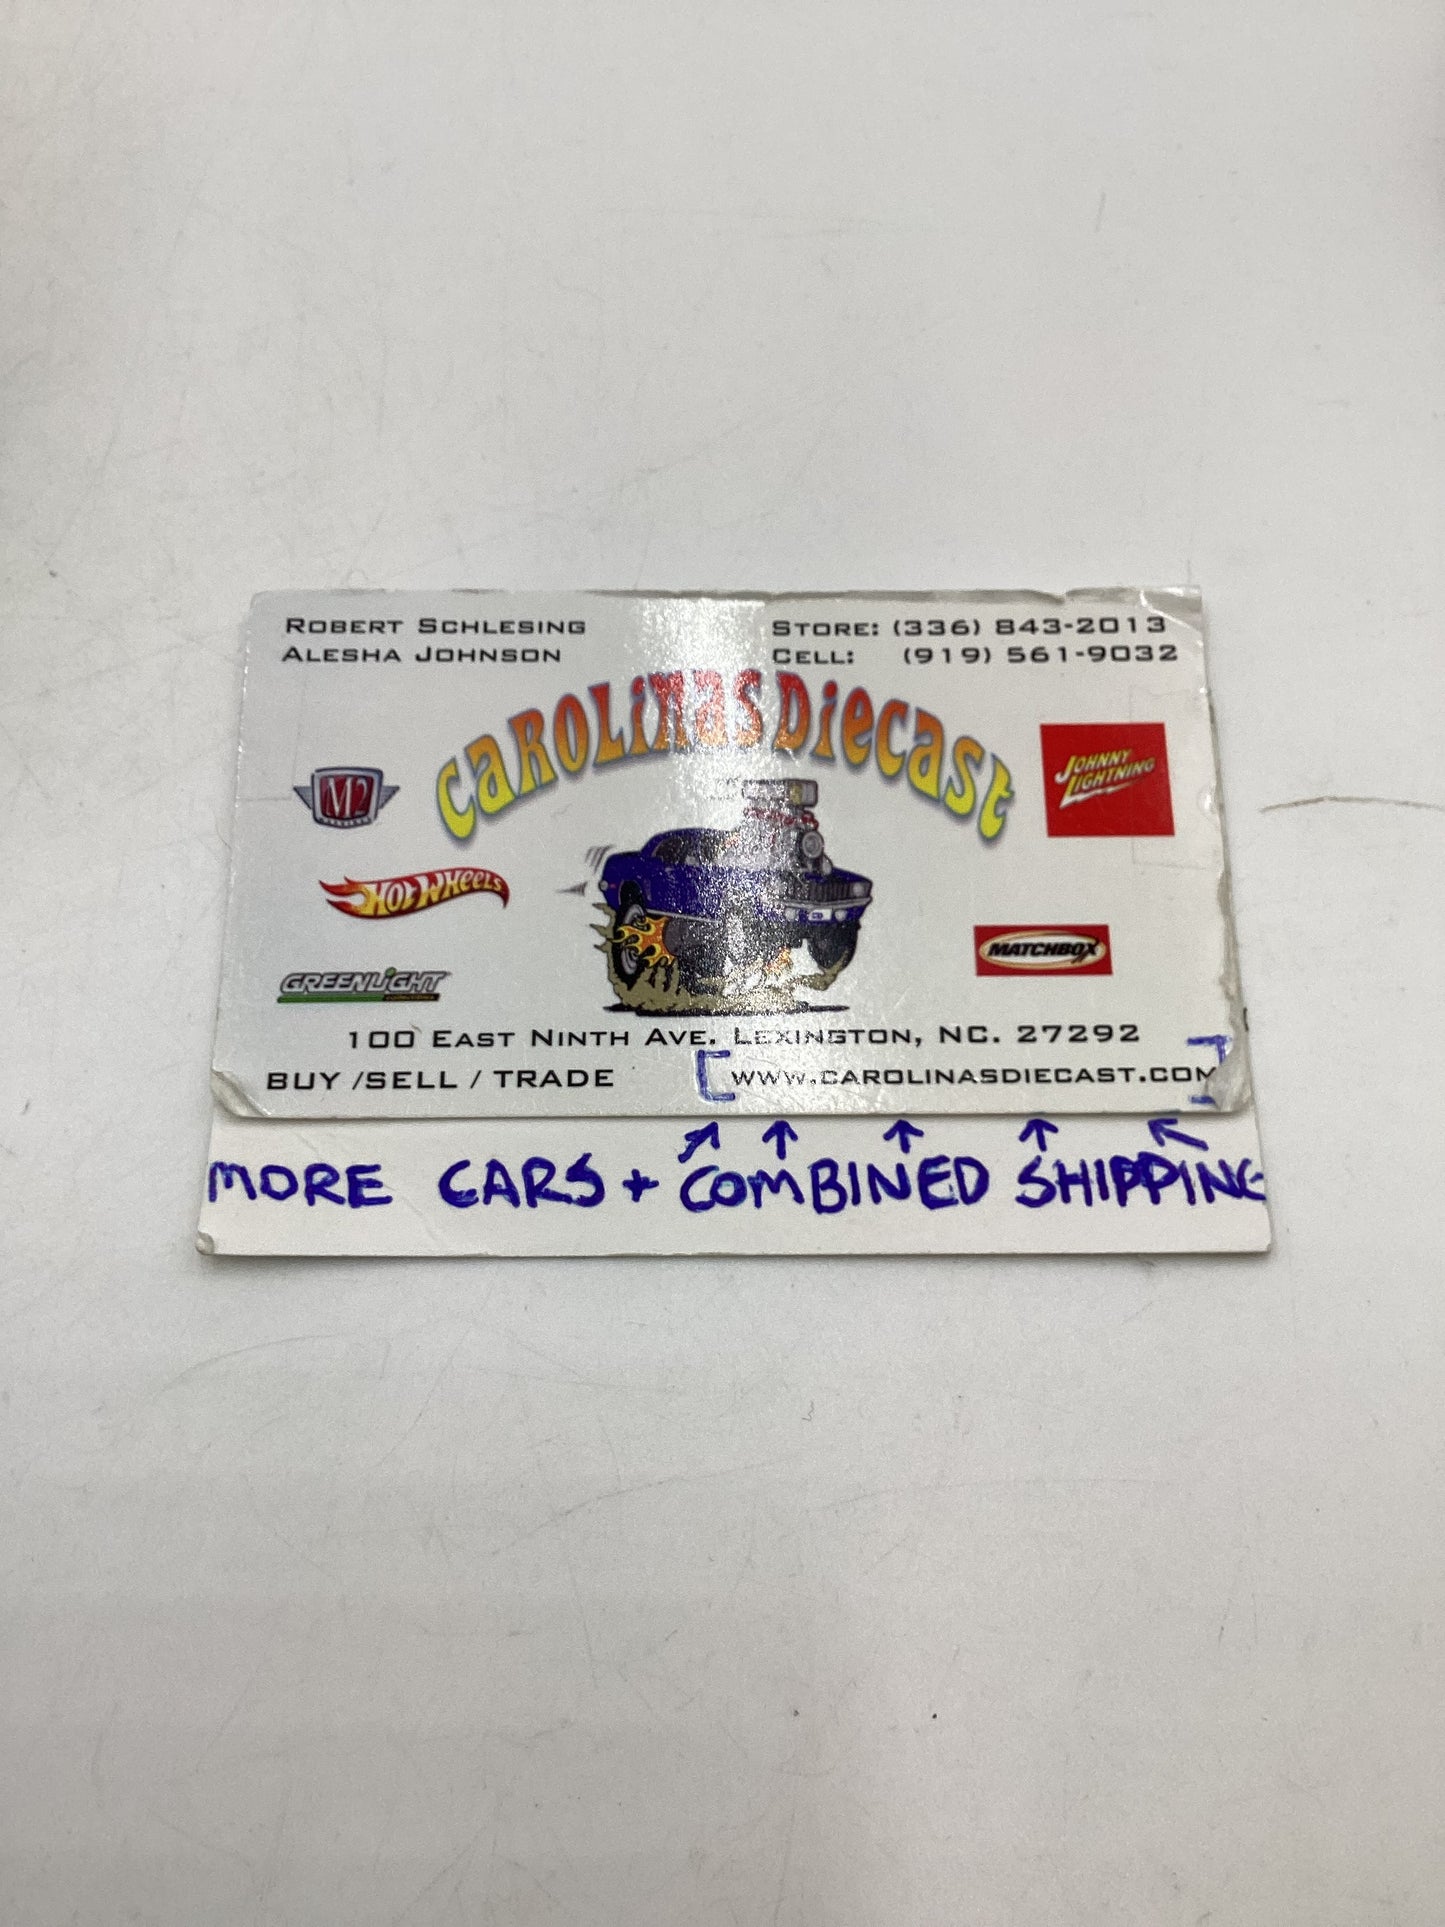 ROBERT SCHLESING
ALESHA JOHNSON
STORE: (336) 843-2013
CELL: (919) 561-9032
CAROLINAS DIECAST
M2
JOHNNY LIGHTNING
HOT WHEELS
MATCHBOX
GREENLIGHT
100 EAST NINTH AVE. LEXINGTON, NC. 27292
BUY /SELL / TRADE
WWW.CAROLINASDIECAST.COM
MORE CARS + COMBINED SHIPPING